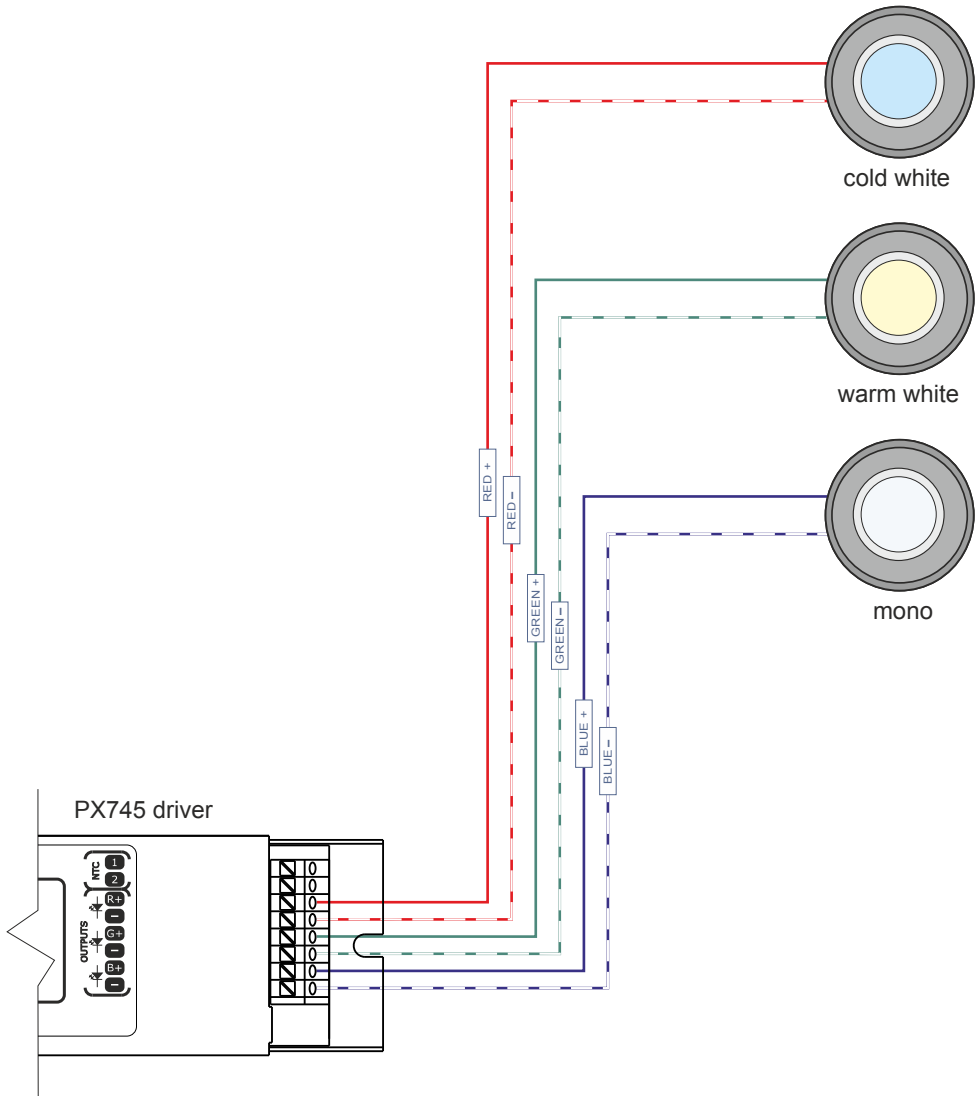 cold white
warm white
mono
RED +
RED –
GREEN +
GREEN –
BLUE +
BLUE –
PX745 driver
NTC
1
2
OUTPUTS
R+
–
G+
–
B+
–